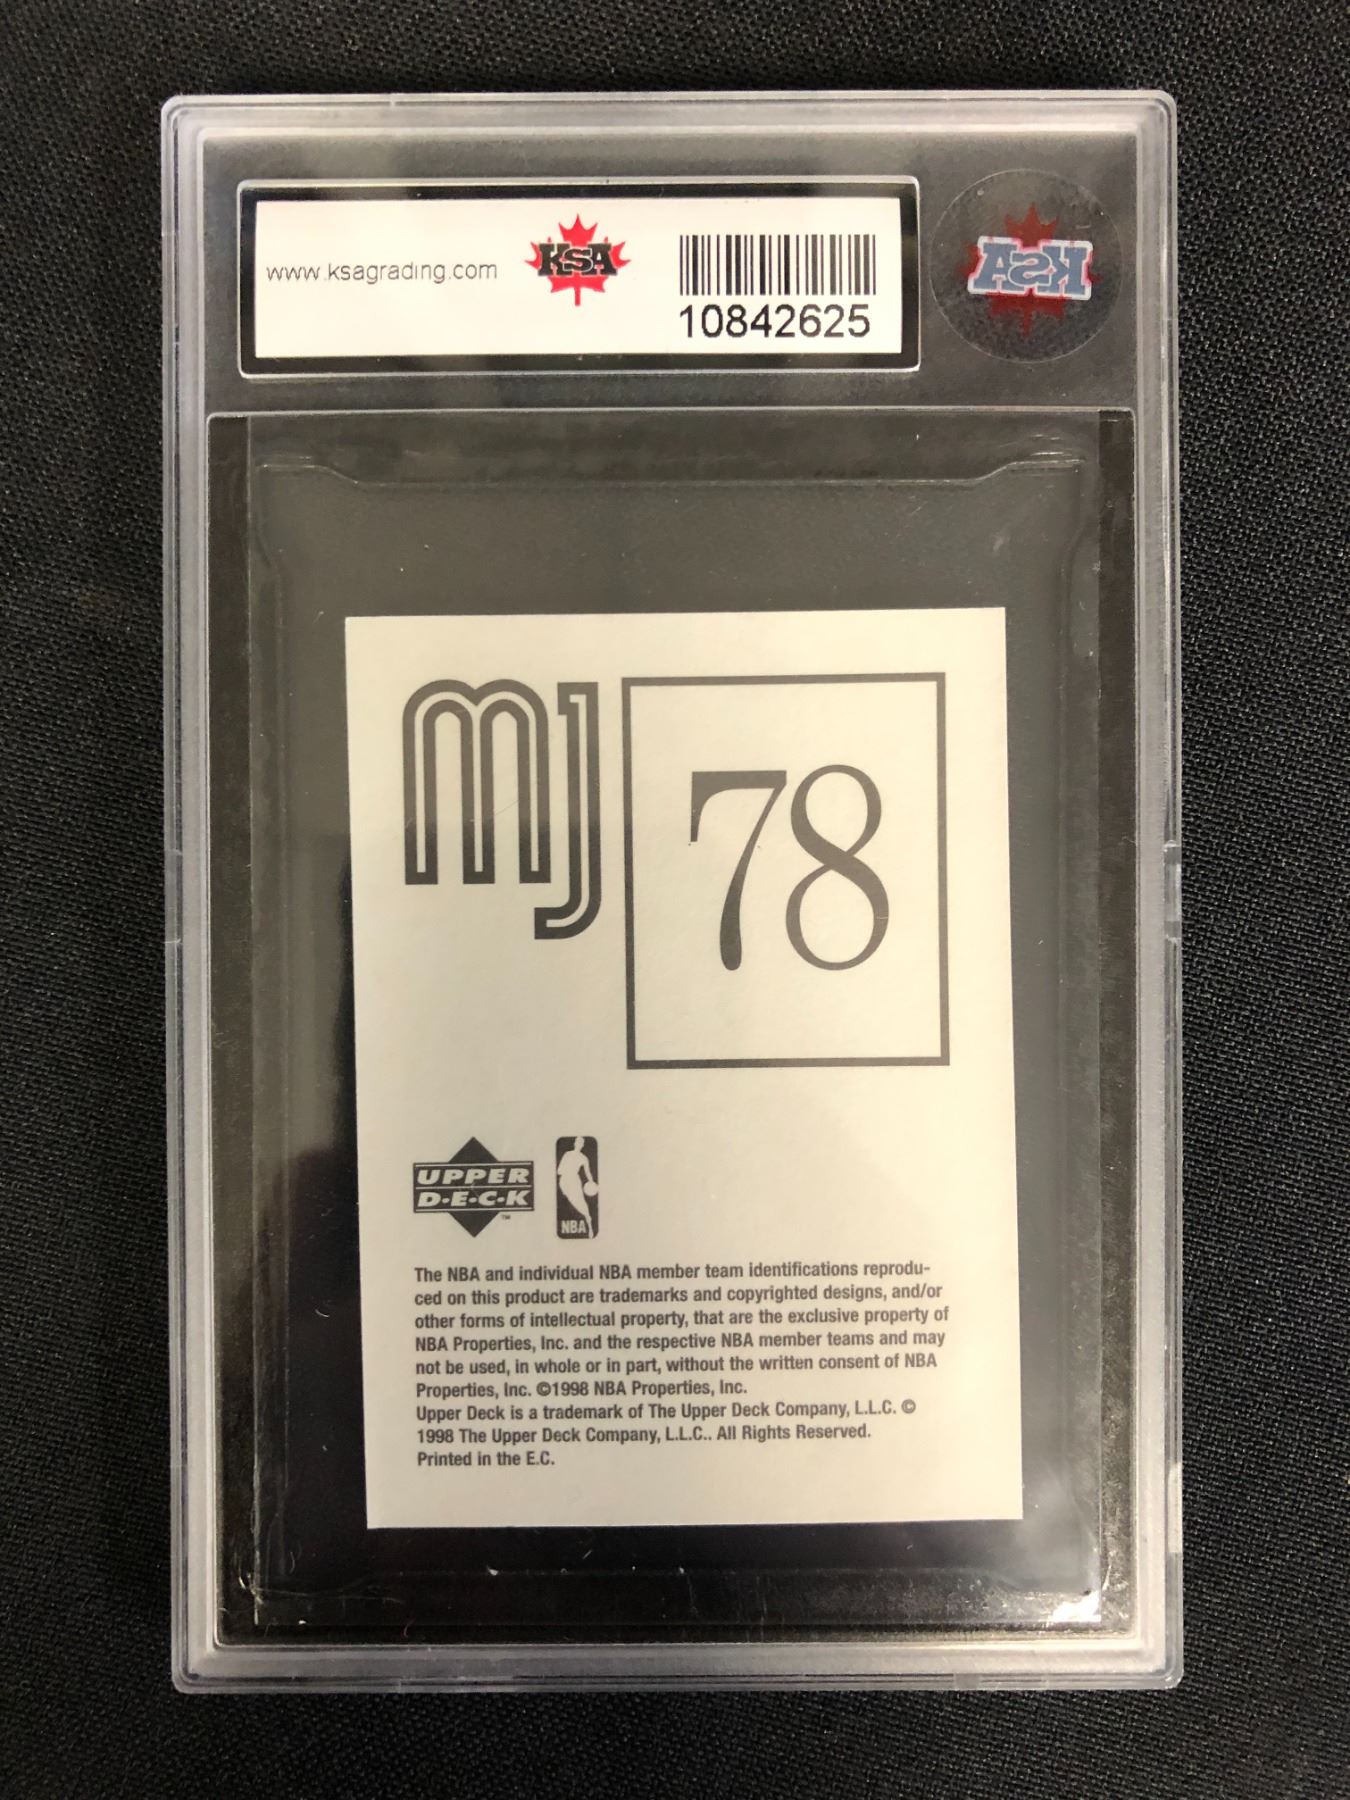 www.ksagrading.com
KSA
10842625
KSA
mj
78
UPPER
D·E·C·K
TM
NBA
The NBA and individual NBA member team identifications reprodu-
ced on this product are trademarks and copyrighted designs, and/or
other forms of intellectual property, that are the exclusive property of
NBA Properties, Inc. and the respective NBA member teams and may
not be used, in whole or in part, without the written consent of NBA
Properties, Inc. ©1998 NBA Properties, Inc.
Upper Deck is a trademark of The Upper Deck Company, L.L.C. ©
1998 The Upper Deck Company, L.L.C.. All Rights Reserved.
Printed in the E.C.